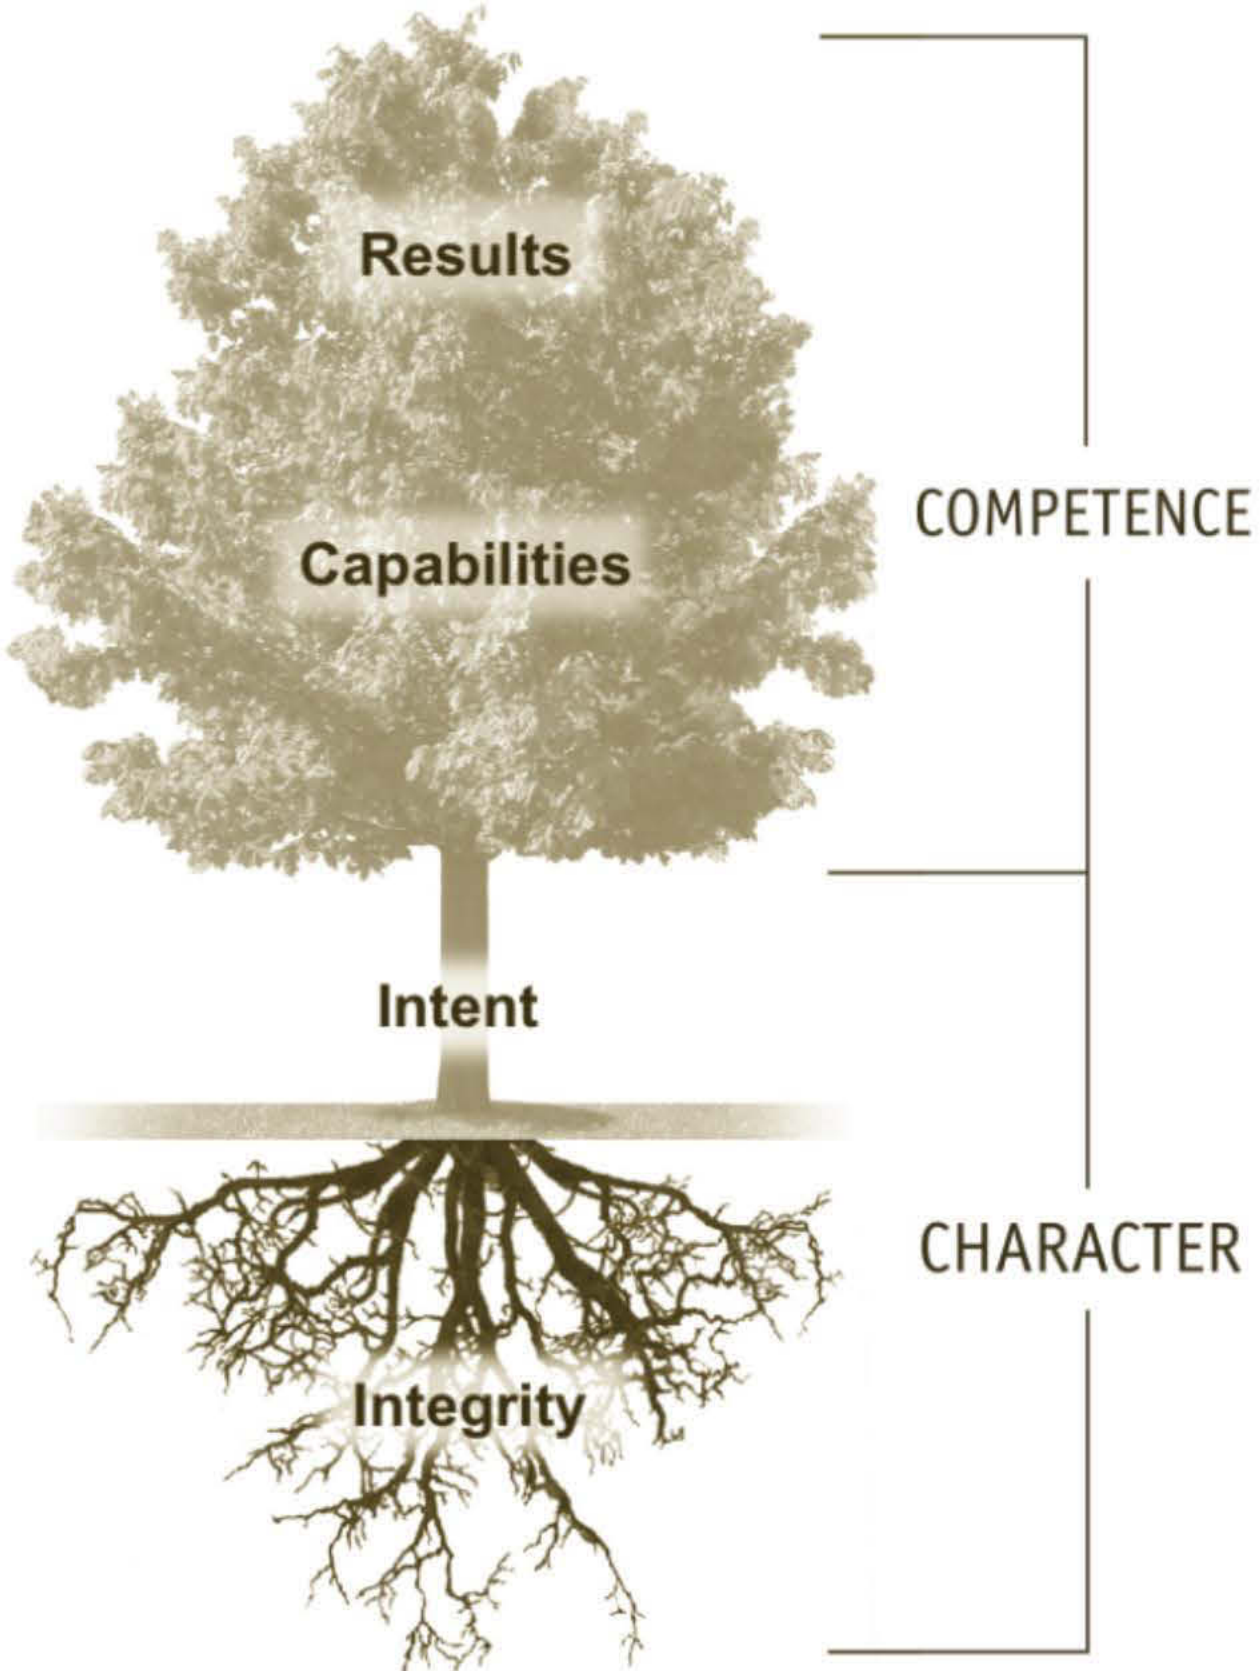 Results
COMPETENCE
Capabilities
Intent
CHARACTER
Integrity